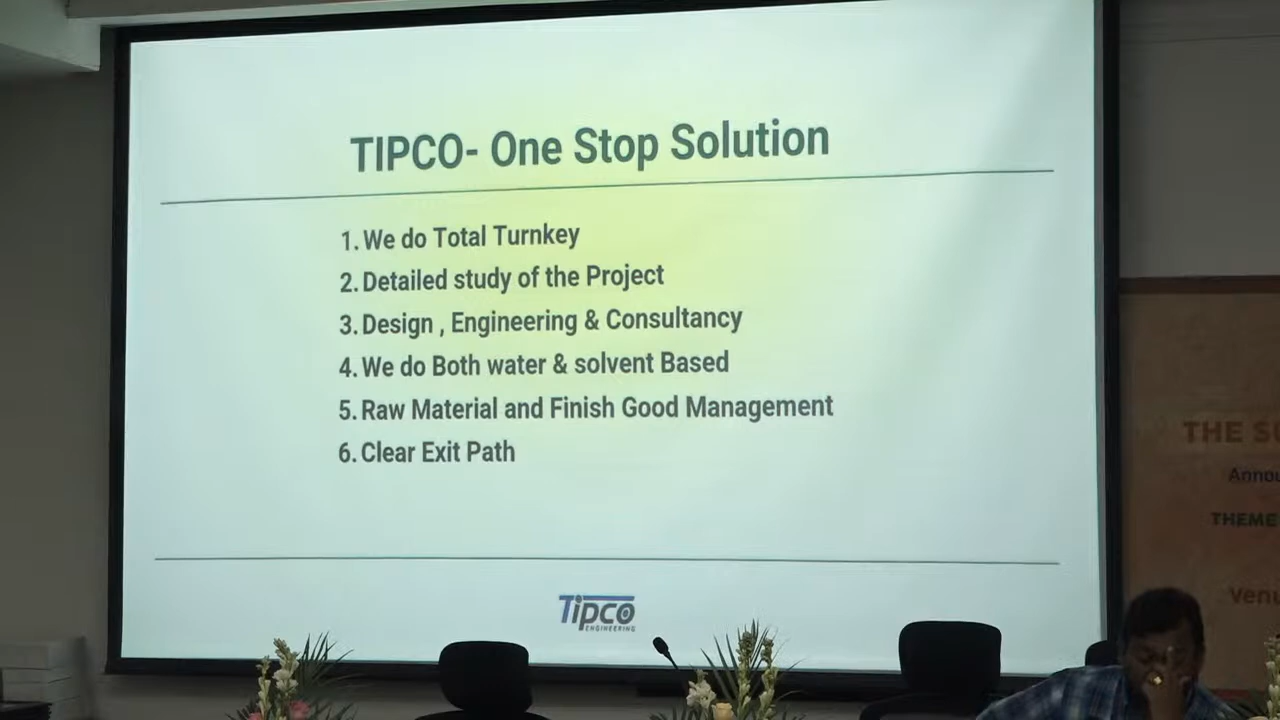 TIPCO- One Stop Solution
1. We do Total Turnkey
2. Detailed study of the Project
3. Design , Engineering & Consultancy
4. We do Both water & solvent Based
5. Raw Material and Finish Good Management
6. Clear Exit Path
Tipco
ENGINEERING
THE
THEME